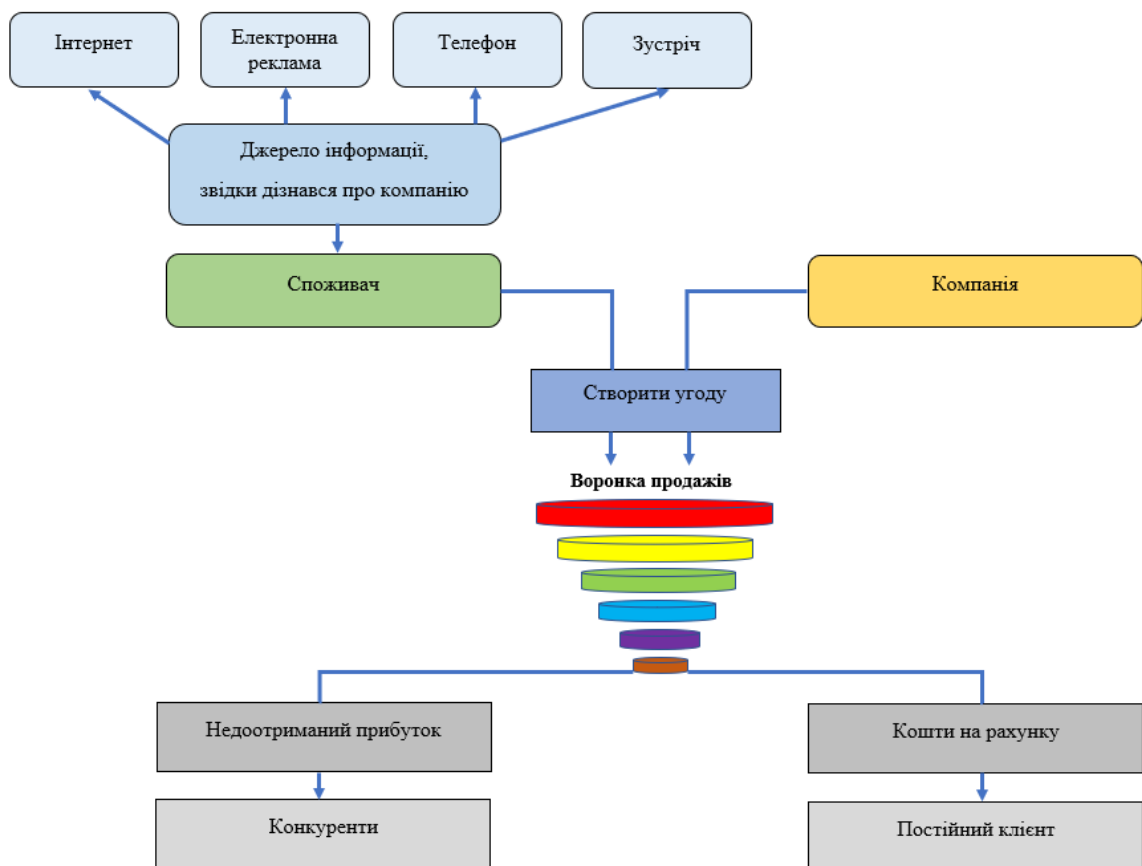 Інтернет
Електронна
реклама
Телефон
Зустріч
Джерело інформації,
звідки дізнався про компанію
Споживач
Компанія
Створити угоду
Воронка продажів
Недоотриманий прибуток
Кошти на рахунку
Конкуренти
Постійний клієнт